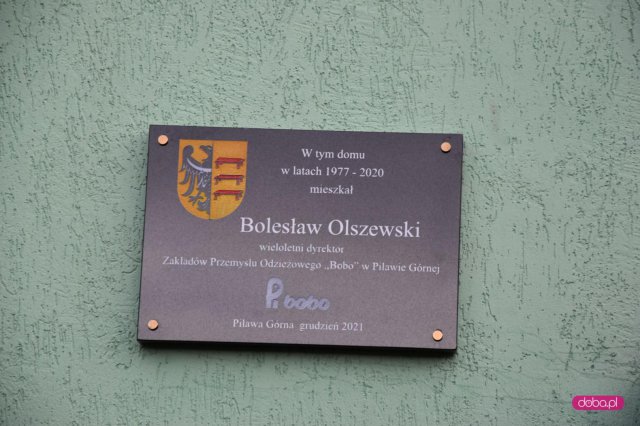 W tym domu
w latach 1977 - 2020
mieszkał
Bolesław Olszewski
wieloletni dyrektor
Zakładów Przemysłu Odzieżowego „Bobo” w Piławie Górnej
bobo
Piława Górna grudzień 2021
doba.pl